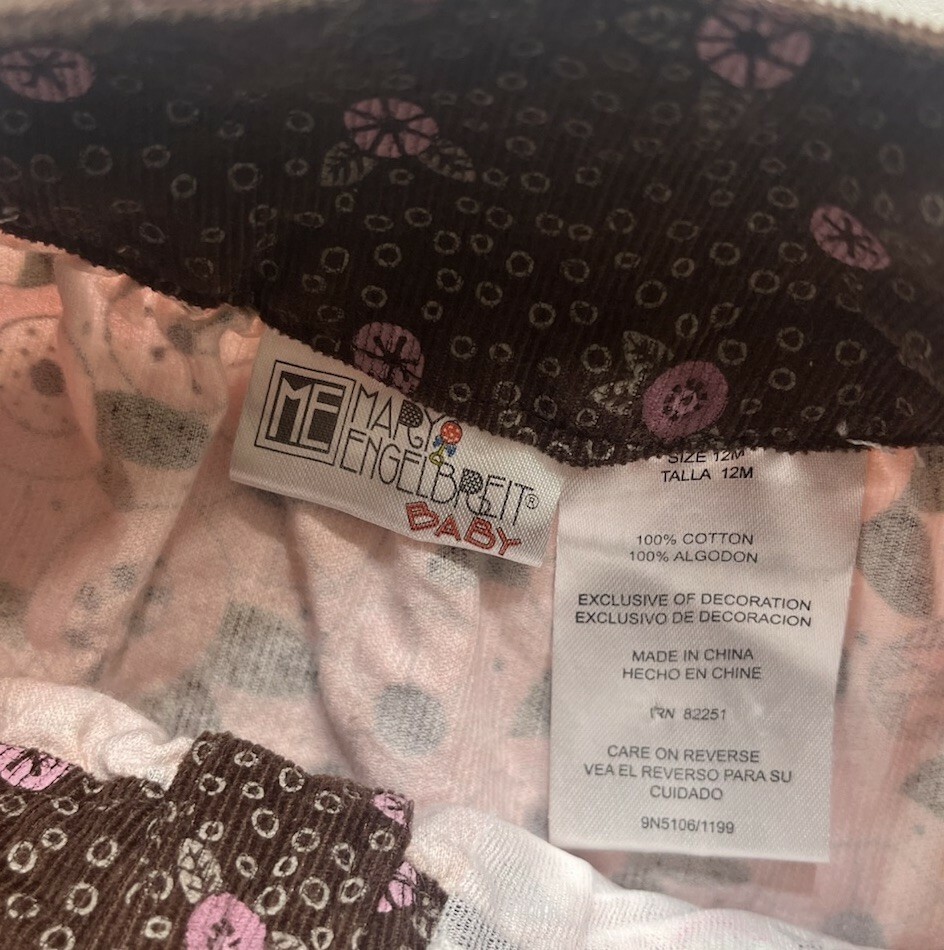 ME
MARY
ENGELBREIT®
BABY
SIZE 12M
TALLA 12M
100% COTTON
100% ALGODON
EXCLUSIVE OF DECORATION
EXCLUSIVO DE DECORACION
MADE IN CHINA
HECHO EN CHINE
RN 82251
CARE ON REVERSE
VEA EL REVERSO PARA SU
CUIDADO
9N5106/1199